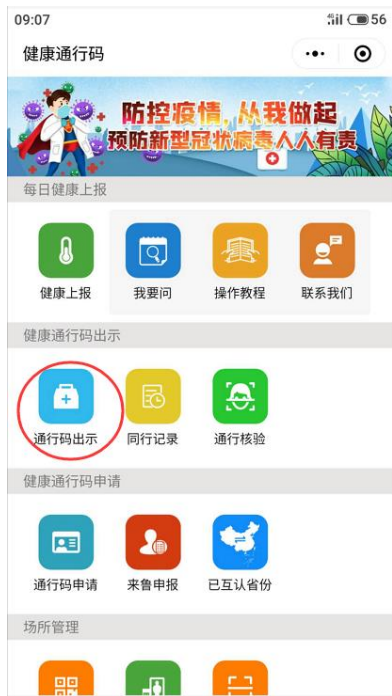 09:07
4G 56
健康通行码
防控疫情,从我做起
预防新型冠状病毒人人有责
每日健康上报
健康上报 我要问 操作教程 联系我们
健康通行码出示
通行码出示 同行记录 通行核验
健康通行码申请
通行码申请 来鲁申报 已互认省份
场所管理